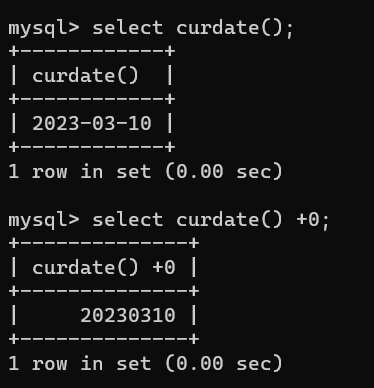 mysql> select curdate();
+------------+
| curdate()  |
+------------+
| 2023-03-10 |
+------------+
1 row in set (0.00 sec)

mysql> select curdate() +0;
+--------------+
| curdate() +0 |
+--------------+
|     20230310 |
+--------------+
1 row in set (0.00 sec)